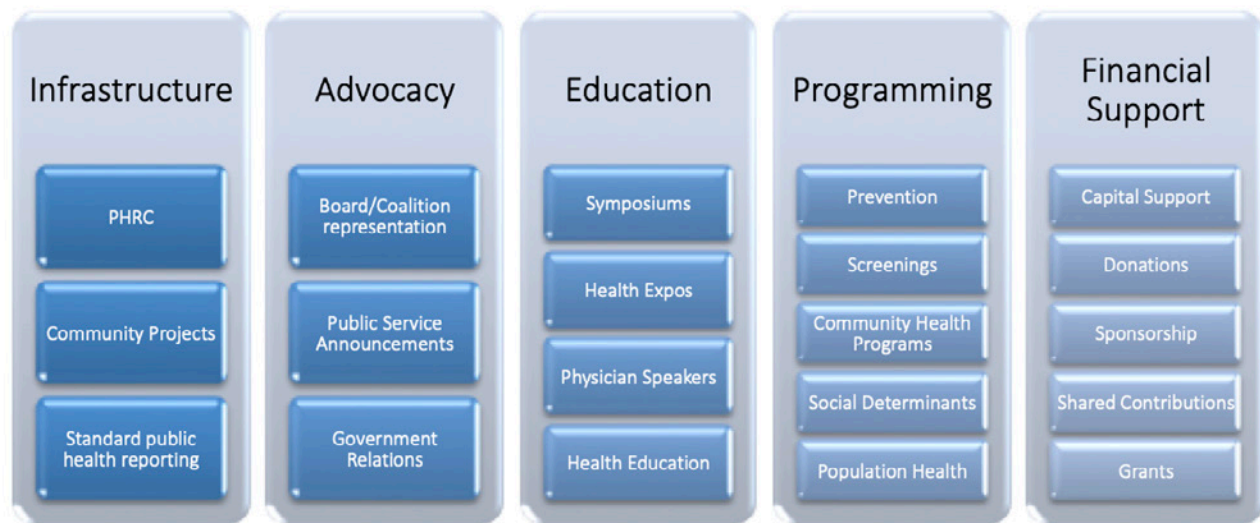 Infrastructure
PHRC
Community Projects
Standard public
health reporting
Advocacy
Board/Coalition
representation
Public Service
Announcements
Government
Relations
Education
Symposiums
Health Expos
Physician Speakers
Health Education
Programming
Prevention
Screenings
Community Health
Programs
Social Determinants
Population Health
Financial
Support
Capital Support
Donations
Sponsorship
Shared Contributions
Grants